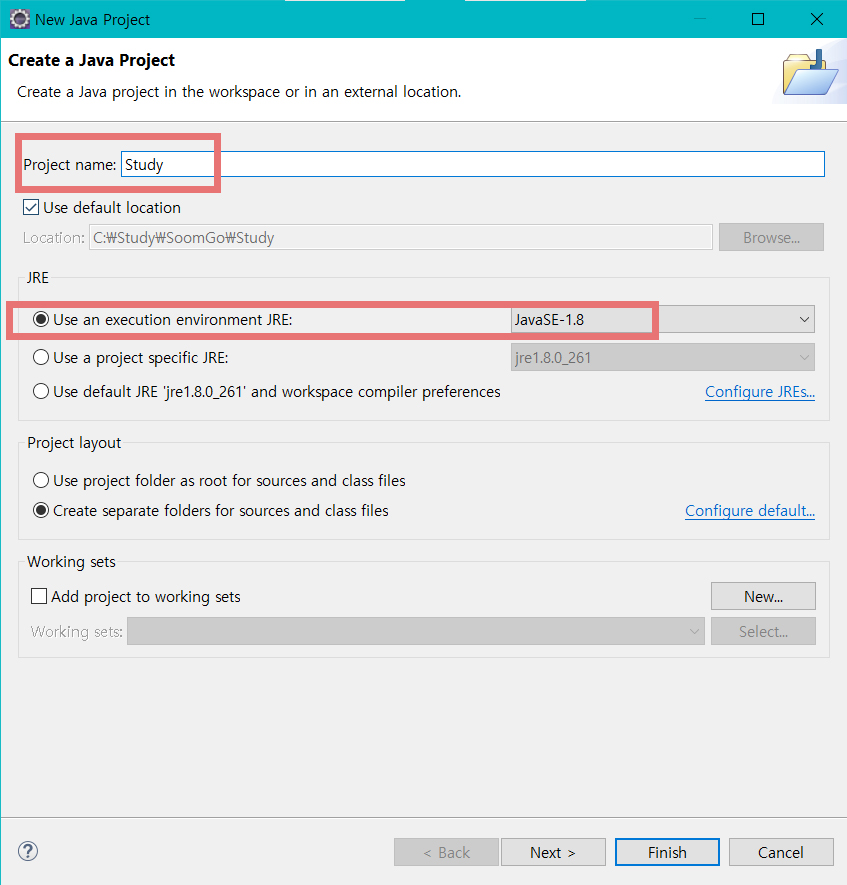 New Java Project
Create a Java Project
Create a Java project in the workspace or in an external location.
Project name: Study
Use default location
Location: C:₩Study₩SoomGo₩Study Browse...
JRE
Use an execution environment JRE: JavaSE-1.8
Use a project specific JRE: jre1.8.0_261
Use default JRE 'jre1.8.0_261' and workspace compiler preferences Configure JREs...
Project layout
Use project folder as root for sources and class files
Create separate folders for sources and class files Configure default...
Working sets
Add project to working sets New...
Working sets: Select...
? < Back Next > Finish Cancel